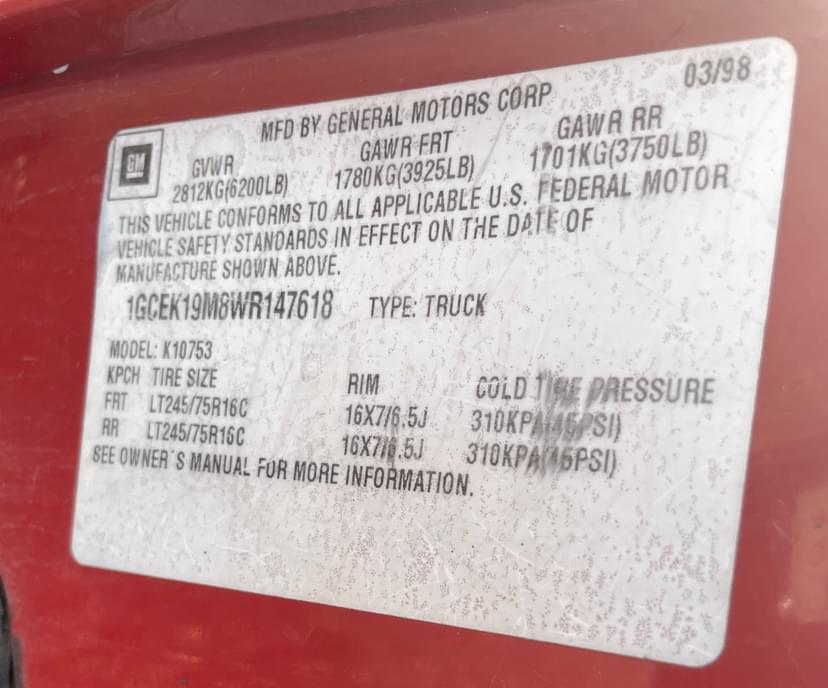 03/98
MFD BY GENERAL MOTORS CORP
GM
GVWR GAWR FRT GAWR RR
2812KG(6200LB) 1780KG(3925LB) 1701KG(3750LB)
THIS VEHICLE CONFORMS TO ALL APPLICABLE U.S. FEDERAL MOTOR
VEHICLE SAFETY STANDARDS IN EFFECT ON THE DATE OF
MANUFACTURE SHOWN ABOVE.
1GCEK19M8WR147618 TYPE: TRUCK
MODEL: K10753
KPCH TIRE SIZE RIM COLD TIRE PRESSURE
FRT LT245/75R16C 16X7/6.5J 310KPA(45PSI)
RR LT245/75R16C 16X7/6.5J 310KPA(45PSI)
SEE OWNER'S MANUAL FOR MORE INFORMATION.